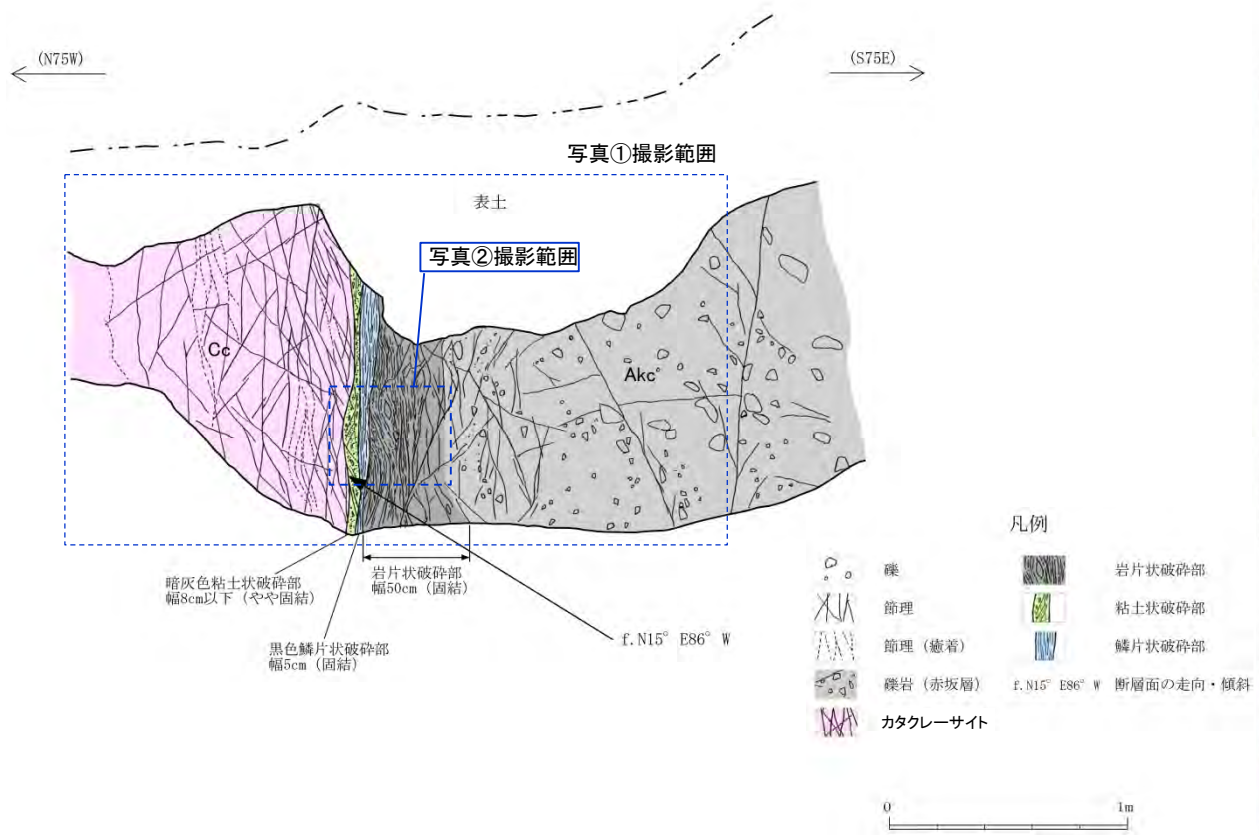 (N75W)
(S75E)
写真①撮影範囲
表土
写真②撮影範囲
Cc
Akc
暗灰色粘土状破砕部
幅8cm以下（やや固結）
岩片状破砕部
幅50cm（固結）
黒色鱗片状破砕部
幅5cm（固結）
f.N15° E86° W
凡例
礫
岩片状破砕部
節理
粘土状破砕部
節理（癒着）
鱗片状破砕部
礫岩（赤坂層）
f.N15° E86° W 断層面の走向・傾斜
カタクレーサイト
0 1m